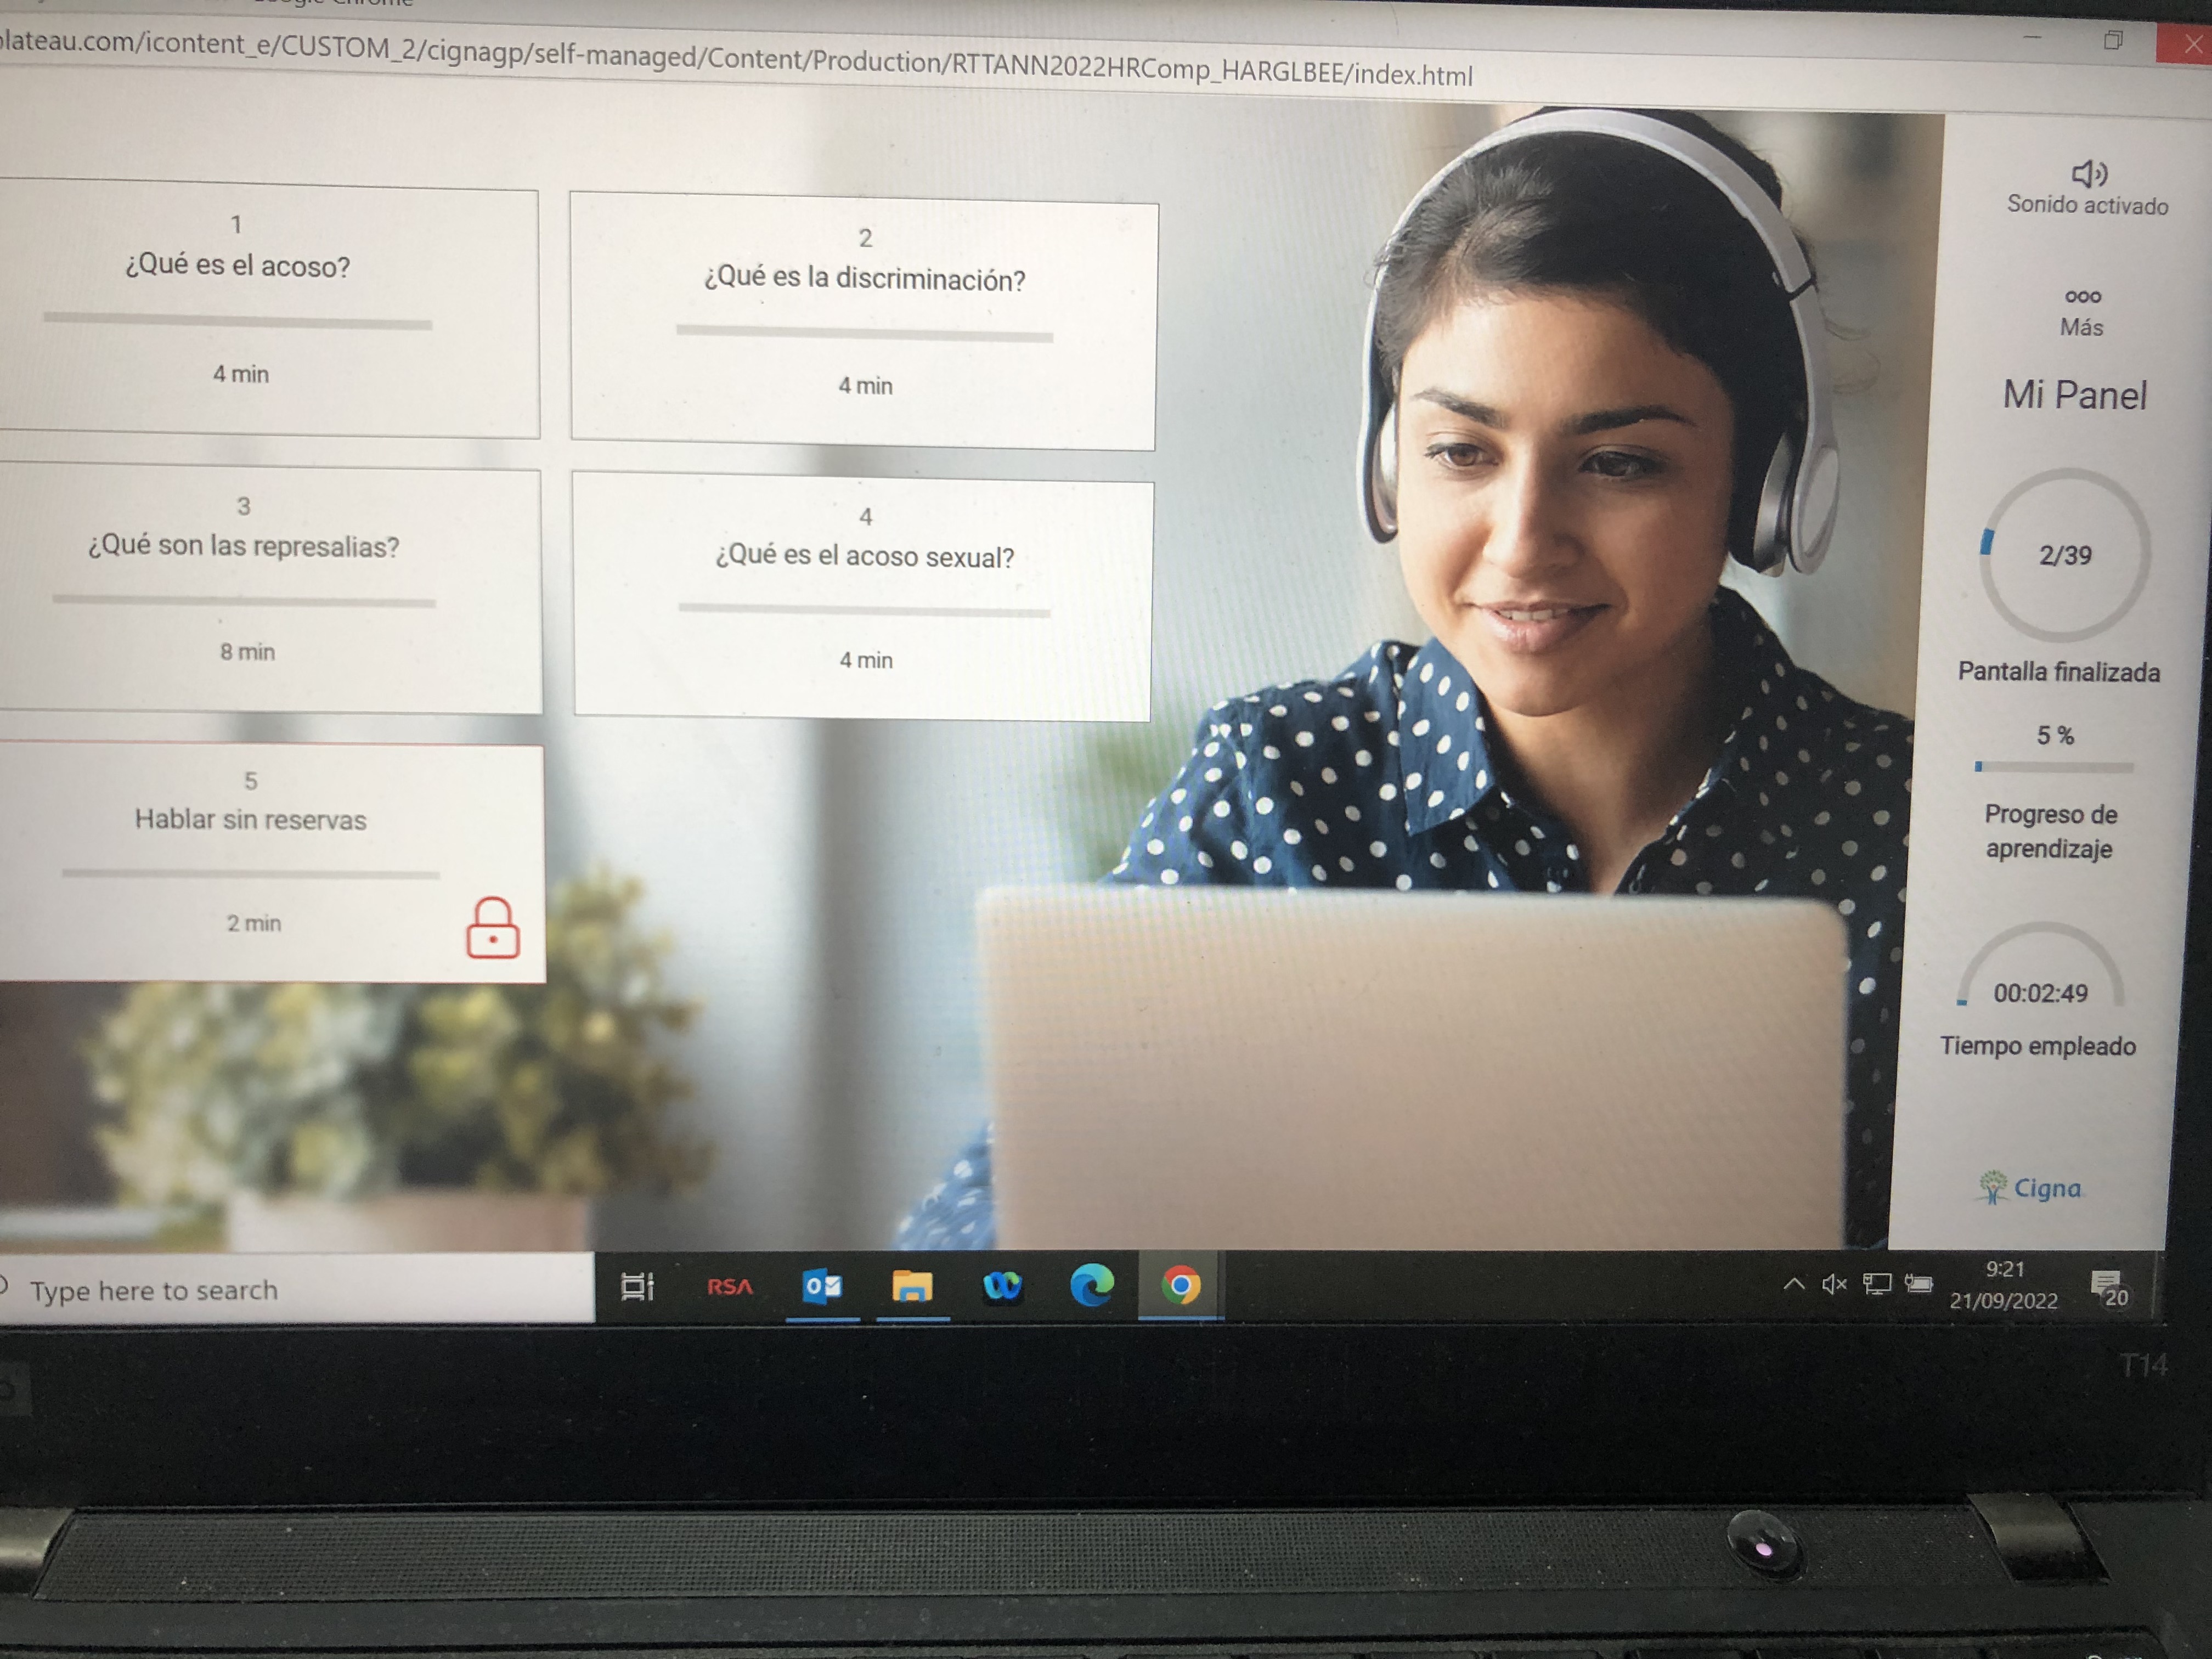 Google Chrome
plateau.com/icontent_e/CUSTOM_2/cignagp/self-managed/Content/Production/RTTANN2022HRComp_HARGLBEE/index.html
1
¿Qué es el acoso?
4 min
2
¿Qué es la discriminación?
4 min
3
¿Qué son las represalias?
8 min
4
¿Qué es el acoso sexual?
4 min
5
Hablar sin reservas
2 min
Sonido activado
Más
Mi Panel
2/39
Pantalla finalizada
5 %
Progreso de
aprendizaje
00:02:49
Tiempo empleado
Cigna
Type here to search
RSA
9:21
21/09/2022
20
T14